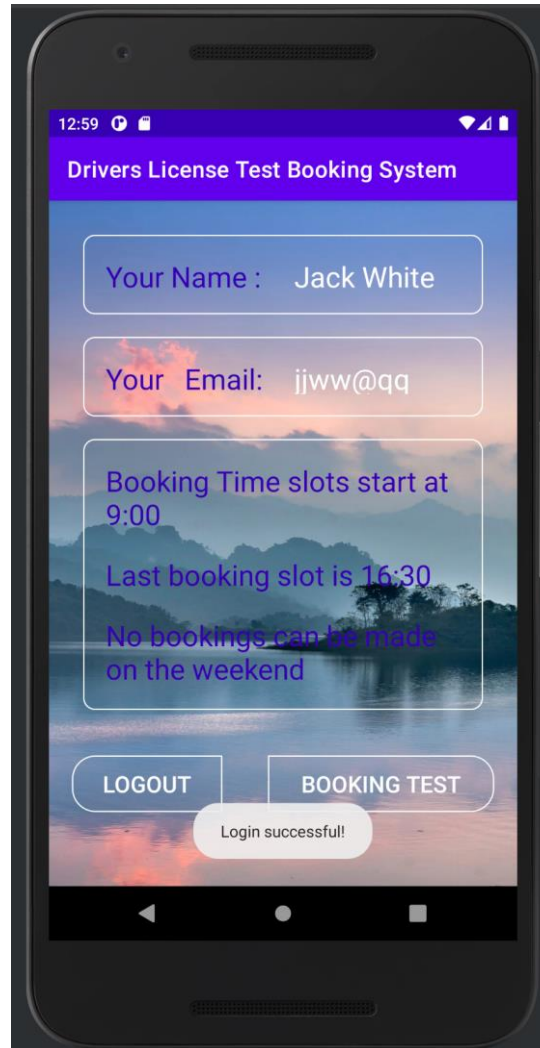 12:59
Drivers License Test Booking System
Your Name : Jack White
Your Email: jjww@qq
Booking Time slots start at
9:00
Last booking slot is 16:30
No bookings can be made
on the weekend
LOGOUT BOOKING TEST
Login successful!